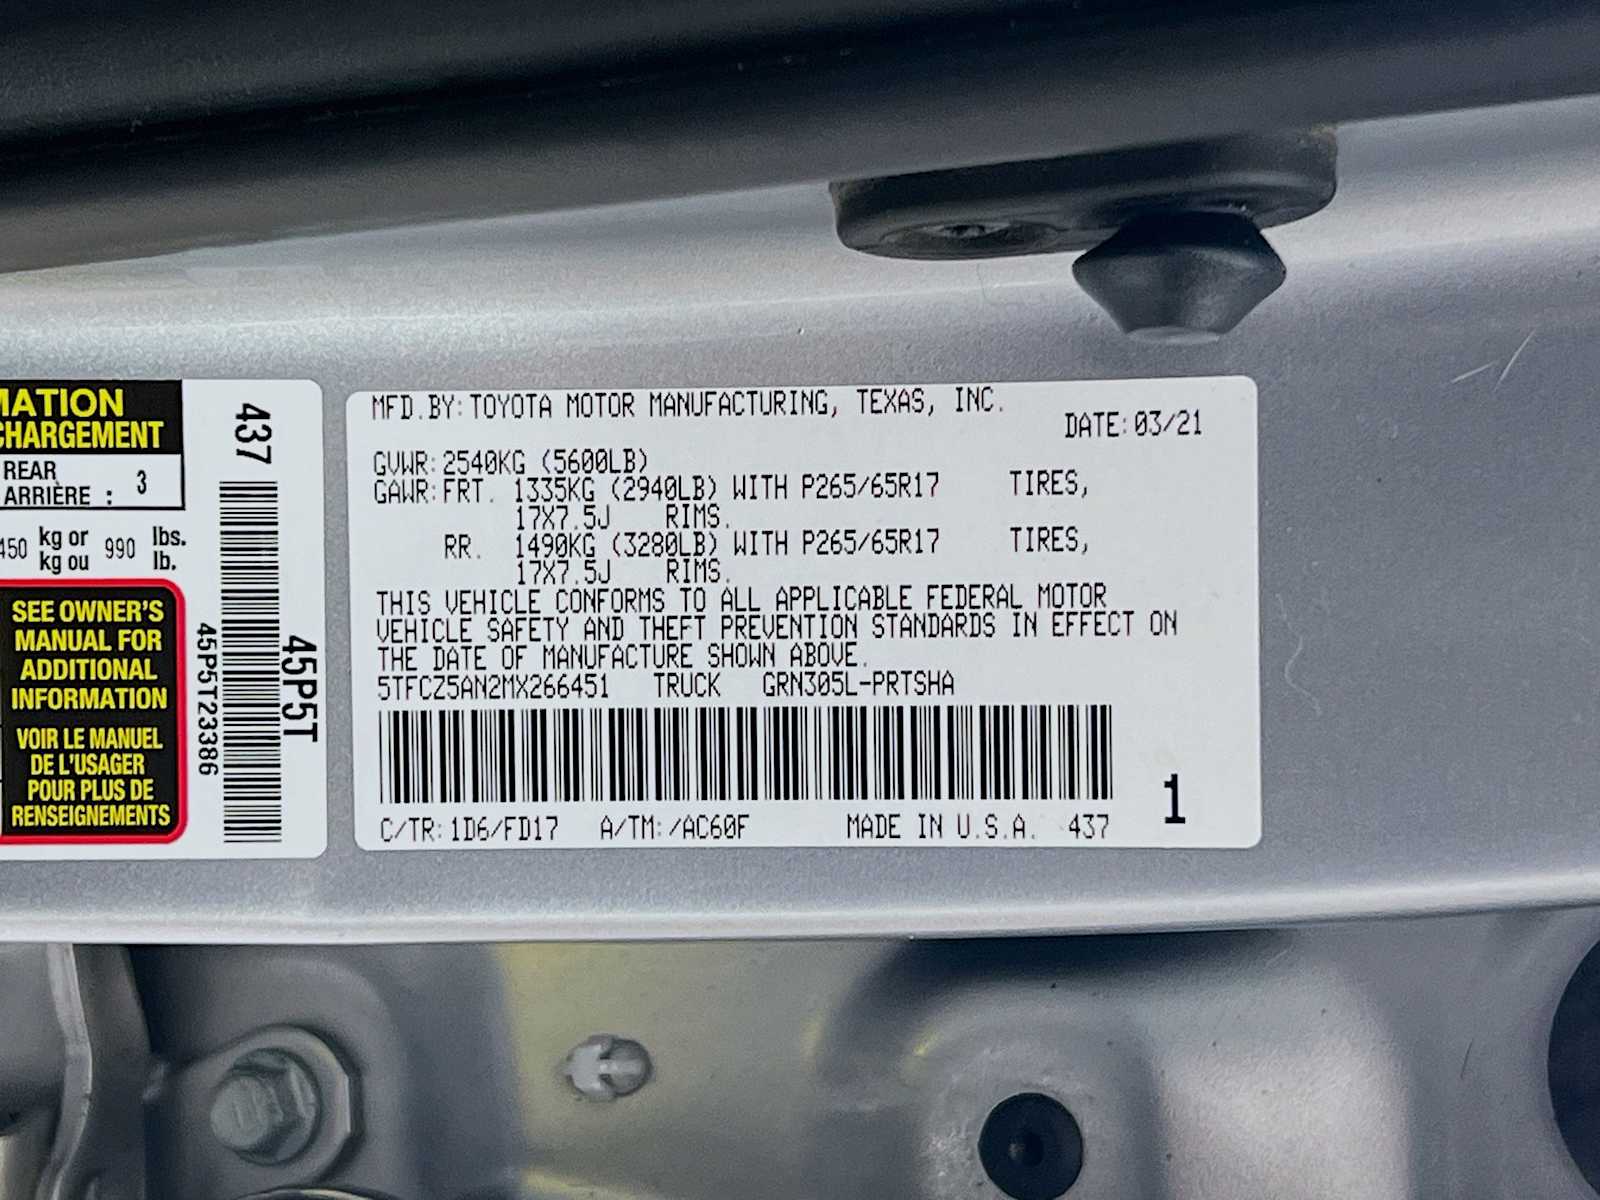 MATION
CHARGEMENT
REAR
ARRIÈRE : 3
450 kg or 990 lbs.
kg ou lb.
SEE OWNER'S
MANUAL FOR
ADDITIONAL
INFORMATION
VOIR LE MANUEL
DE L'USAGER
POUR PLUS DE
RENSEIGNEMENTS
437
45P5T23386
45P5T
MFD.BY:TOYOTA MOTOR MANUFACTURING, TEXAS, INC.
DATE:03/21
GVWR:2540KG (5600LB)
GAWR:FRT. 1335KG (2940LB) WITH P265/65R17 TIRES,
17X7.5J RIMS.
RR. 1490KG (3280LB) WITH P265/65R17 TIRES,
17X7.5J RIMS.
THIS VEHICLE CONFORMS TO ALL APPLICABLE FEDERAL MOTOR
VEHICLE SAFETY AND THEFT PREVENTION STANDARDS IN EFFECT ON
THE DATE OF MANUFACTURE SHOWN ABOVE.
5TFCZ5AN2MX266451 TRUCK GRN305L-PRTSHA
1
C/TR:1D6/FD17 A/TM:/AC60F MADE IN U.S.A. 437